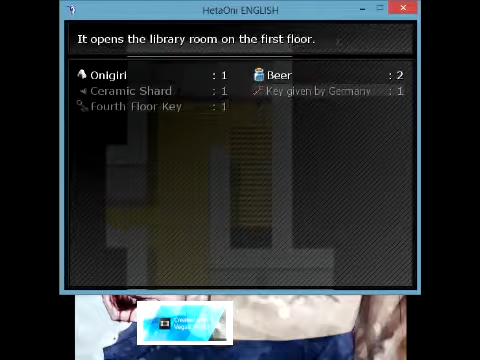 HetaOni ENGLISH
It opens the library room on the first floor.
Onigiri : 1 Beer : 2
Ceramic Shard : 1 Key given by Germany : 1
Fourth Floor Key : 1